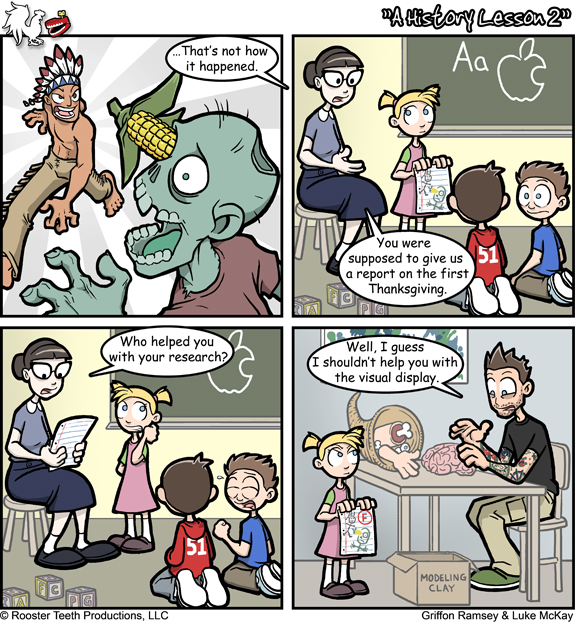 "A History Lesson 2"
...That's not how
it happened.
Aa
You were
supposed to give us
a report on the first
Thanksgiving.
51
A F C P G
Who helped you
with your research?
51
Well, I guess
I shouldn't help you with
the visual display.
F
MODELING
CLAY
© Rooster Teeth Productions, LLC
Griffon Ramsey & Luke McKay